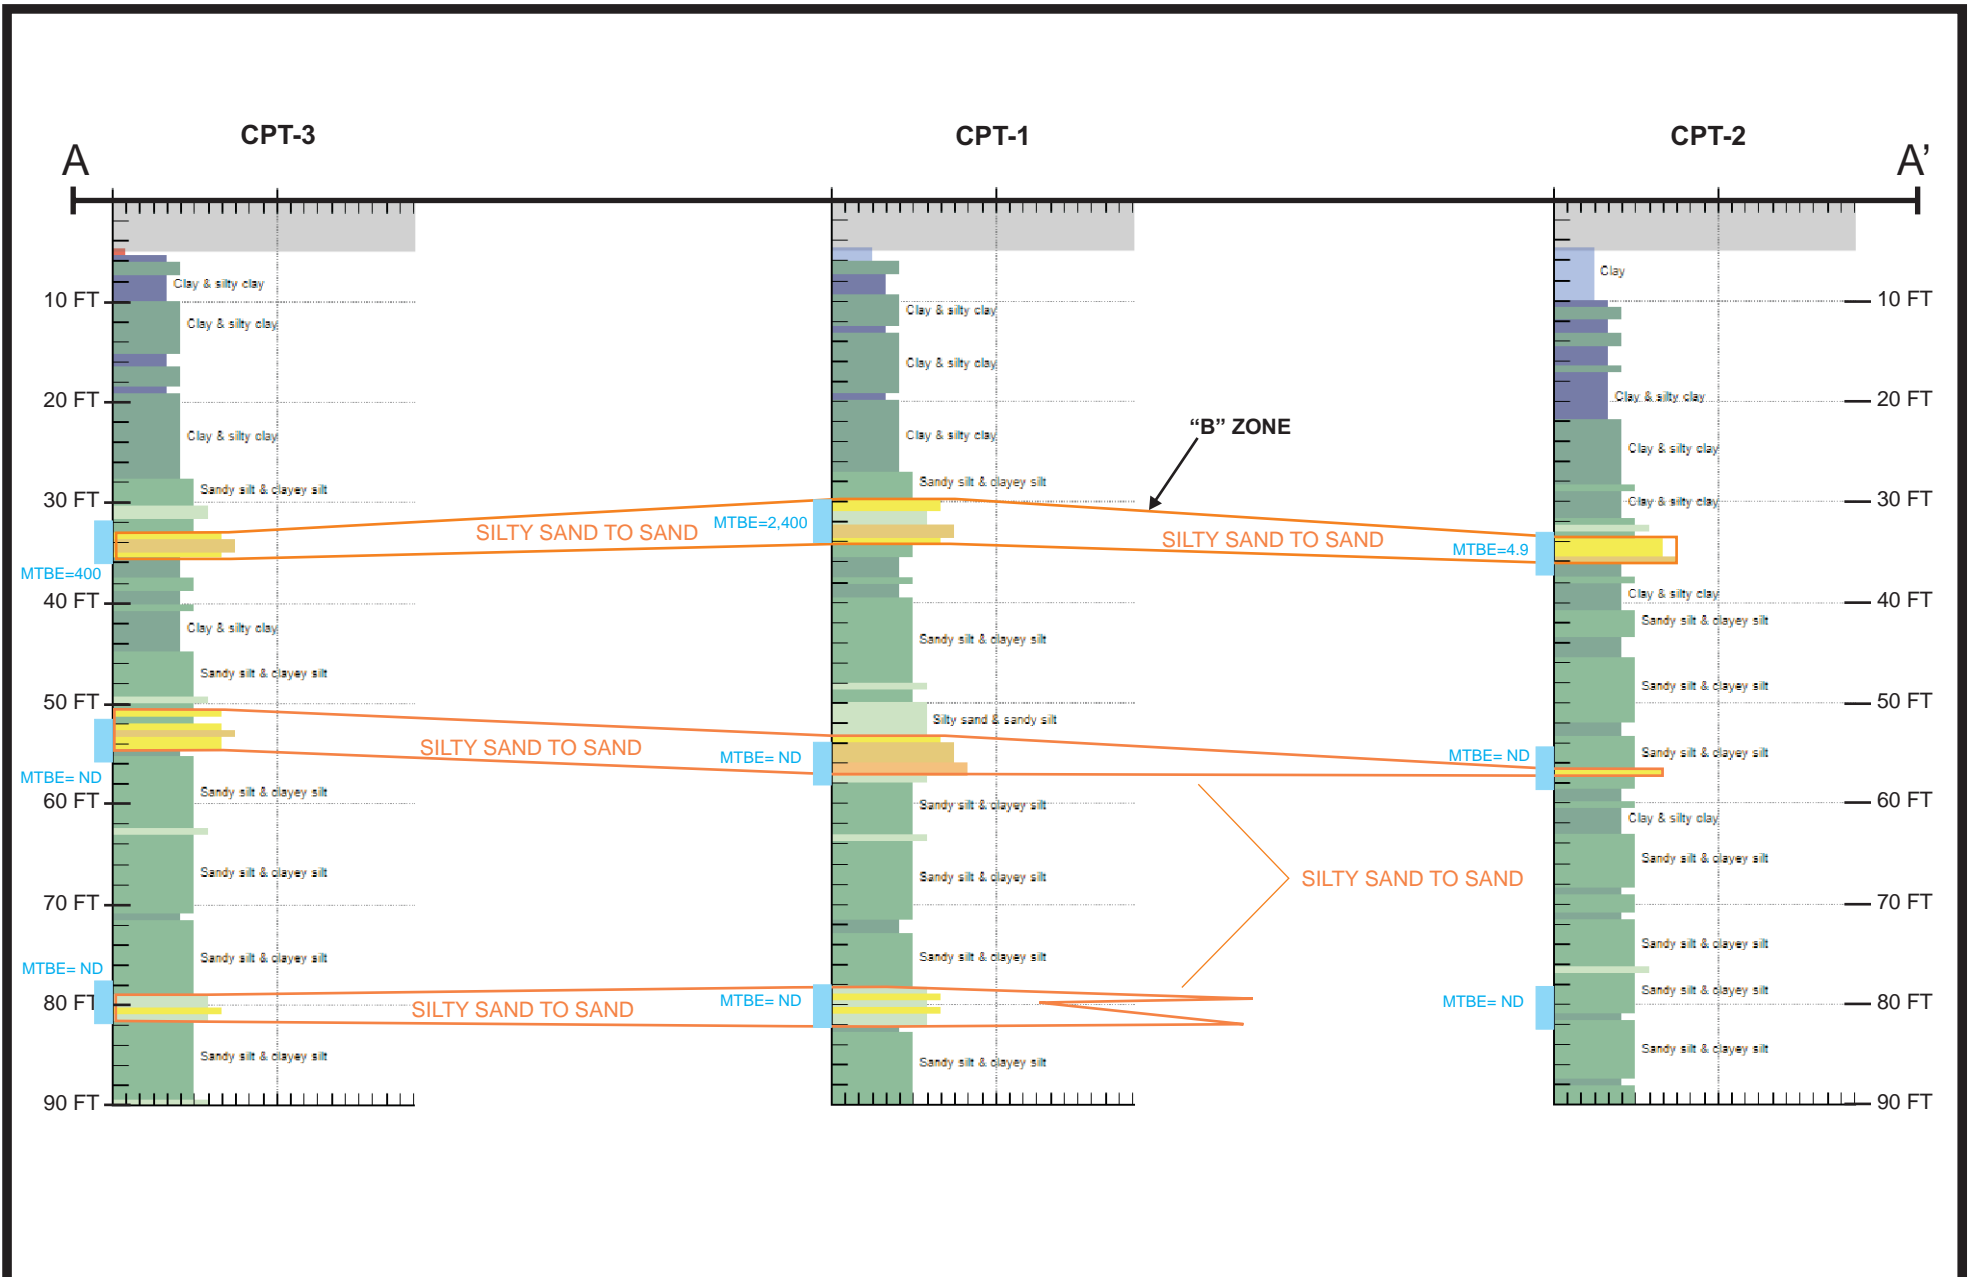 CPT-3
CPT-1
CPT-2
A
A’
Clay & silty clay
Clay
10 FT
10 FT
Clay & silty clay
Clay & silty clay
Clay & silty clay
20 FT
Clay & silty clay
20 FT
“B” ZONE
Clay & silty clay
Clay & silty clay
Clay & silty clay
Sandy silt & clayey silt
Sandy silt & clayey silt
30 FT
Clay & silty clay
30 FT
MTBE=2,400
SILTY SAND TO SAND
SILTY SAND TO SAND
MTBE=4.9
MTBE=400
Clay & silty clay
40 FT
40 FT
Clay & silty clay
Sandy silt & clayey silt
Sandy silt & clayey silt
Sandy silt & clayey silt
Sandy silt & clayey silt
50 FT
50 FT
Silty sand & sandy silt
SILTY SAND TO SAND
MTBE= ND
MTBE= ND
Sandy silt & clayey silt
MTBE= ND
Sandy silt & clayey silt
60 FT
Sandy silt & clayey silt
60 FT
Clay & silty clay
Sandy silt & clayey silt
Sandy silt & clayey silt
Sandy silt & clayey silt
SILTY SAND TO SAND
70 FT
70 FT
Sandy silt & clayey silt
Sandy silt & clayey silt
Sandy silt & clayey silt
MTBE= ND
Sandy silt & clayey silt
80 FT
SILTY SAND TO SAND
MTBE= ND
MTBE= ND
80 FT
Sandy silt & clayey silt
Sandy silt & clayey silt
Sandy silt & clayey silt
90 FT
90 FT